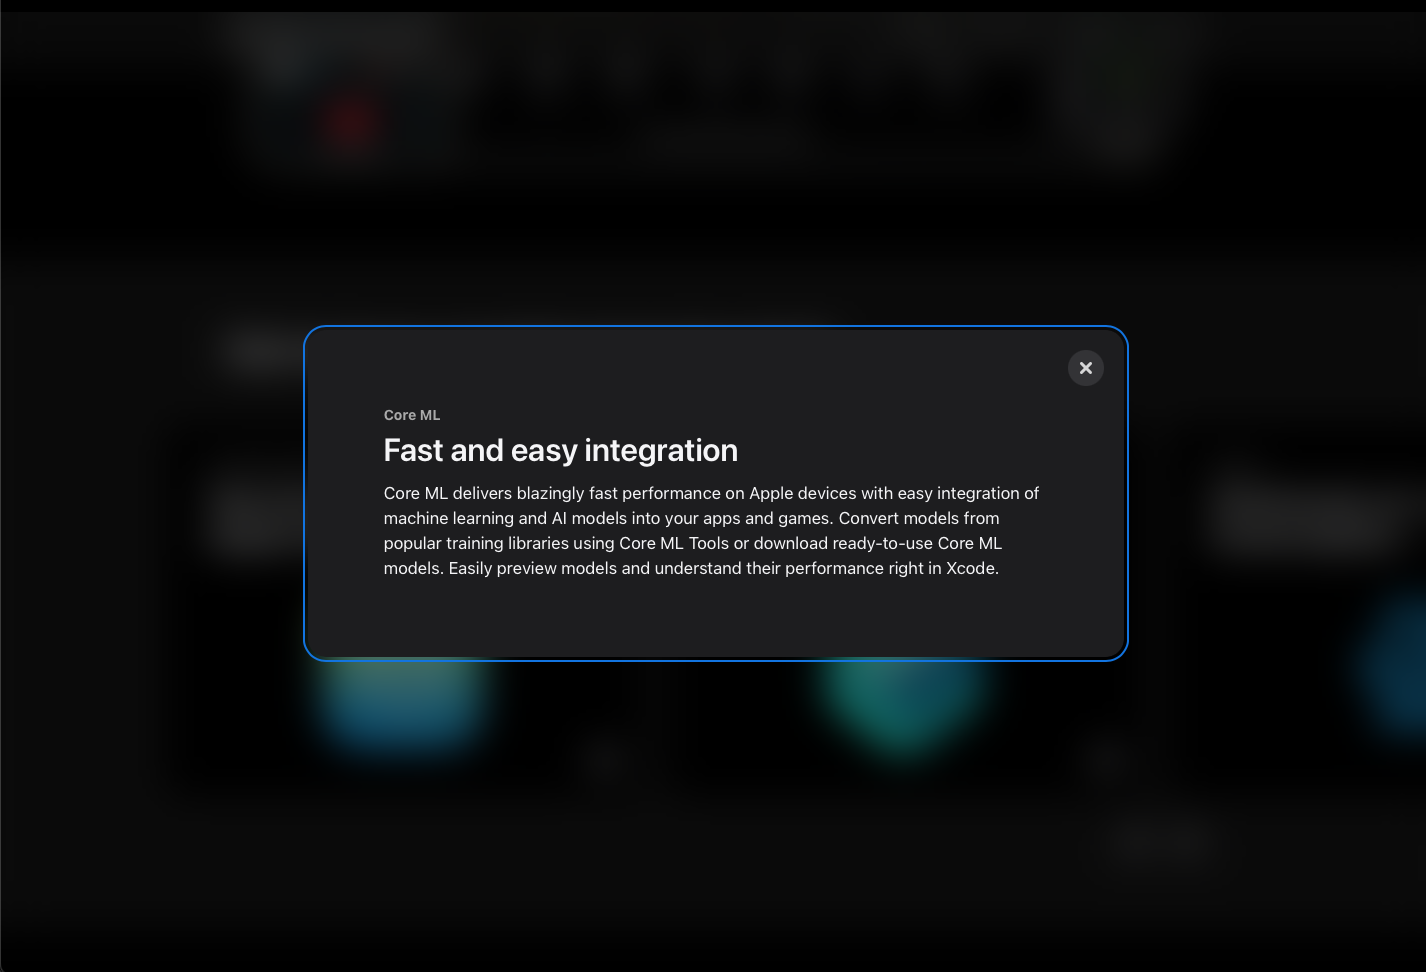 Core ML
Fast and easy integration
Core ML delivers blazingly fast performance on Apple devices with easy integration of
machine learning and AI models into your apps and games. Convert models from
popular training libraries using Core ML Tools or download ready-to-use Core ML
models. Easily preview models and understand their performance right in Xcode.